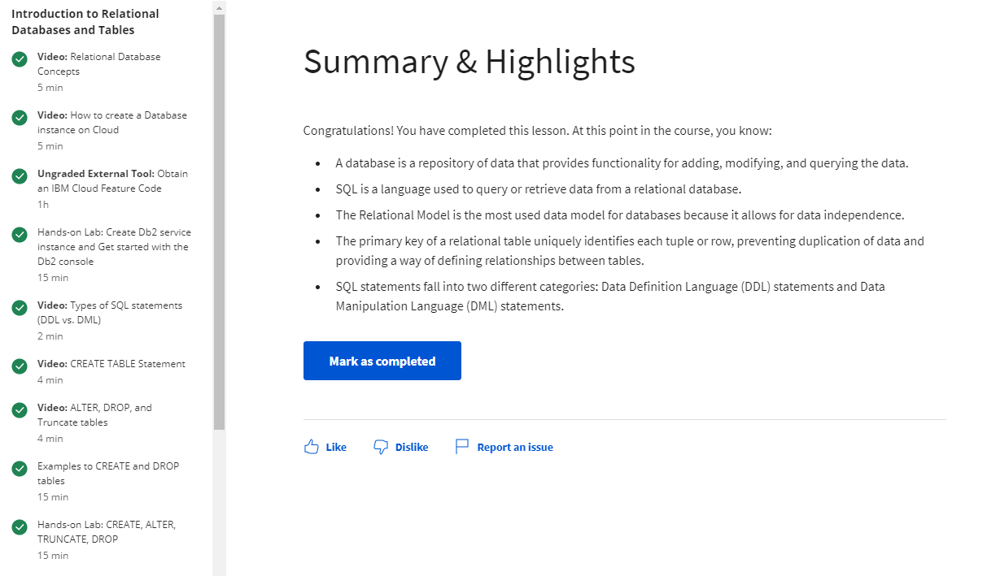 Introduction to Relational
Databases and Tables
Video: Relational Database
Concepts
5 min
Video: How to create a Database
instance on Cloud
5 min
Ungraded External Tool: Obtain
an IBM Cloud Feature Code
1h
Hands-on Lab: Create Db2 service
instance and Get started with the
Db2 console
15 min
Video: Types of SQL statements
(DDL vs. DML)
2 min
Video: CREATE TABLE Statement
4 min
Video: ALTER, DROP, and
Truncate tables
4 min
Examples to CREATE and DROP
tables
15 min
Hands-on Lab: CREATE, ALTER,
TRUNCATE, DROP
15 min
Summary & Highlights
Congratulations! You have completed this lesson. At this point in the course, you know:
• A database is a repository of data that provides functionality for adding, modifying, and querying the data.
• SQL is a language used to query or retrieve data from a relational database.
• The Relational Model is the most used data model for databases because it allows for data independence.
• The primary key of a relational table uniquely identifies each tuple or row, preventing duplication of data and
providing a way of defining relationships between tables.
• SQL statements fall into two different categories: Data Definition Language (DDL) statements and Data
Manipulation Language (DML) statements.
Mark as completed
Like
Dislike
Report an issue